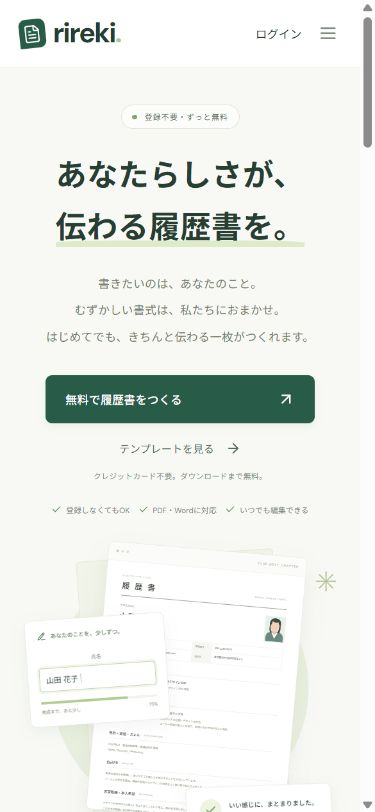 rireki.
ログイン
登録不要・ずっと無料
あなたらしさが、
伝わる履歴書を。
書きたいのは、あなたのこと。
むずかしい書式は、私たちにおまかせ。
はじめてでも、きちんと伝わる一枚がつくれます。
無料で履歴書をつくる
テンプレートを見る
クレジットカード不要。ダウンロードまで無料。
登録しなくてもOK
PDF・Wordに対応
いつでも編集できる
履歴書
あなたのことを、少しずつ。
氏名
山田 花子
完成まで、あと少し
75%
いい感じに、まとまりました。